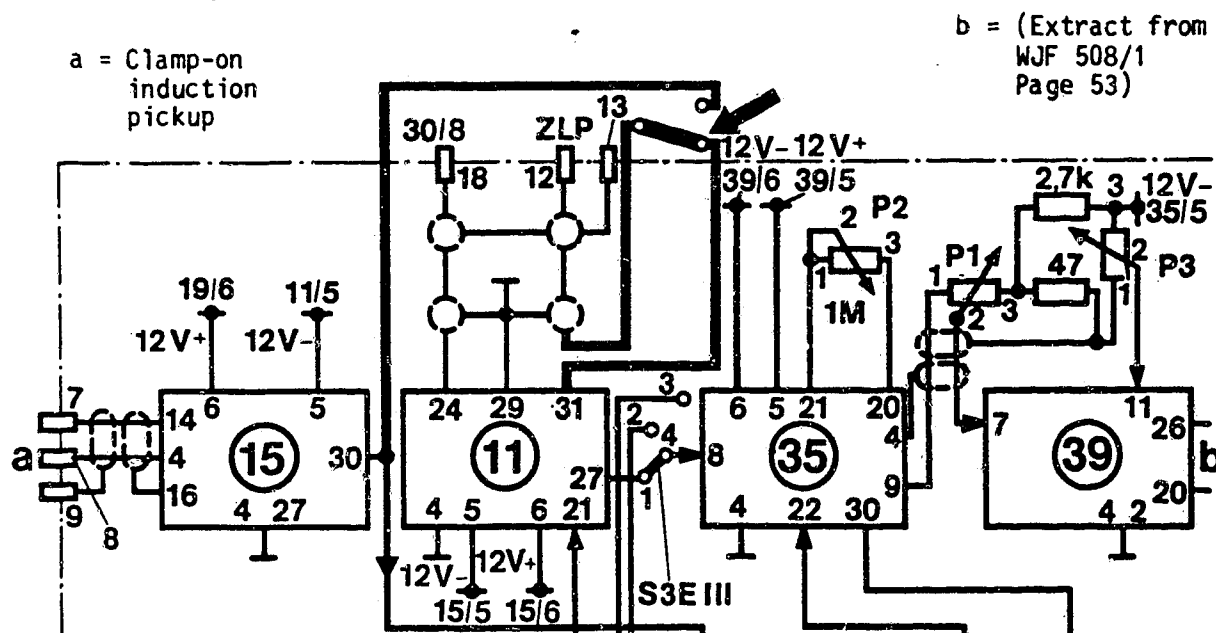 a = Clamp-on
induction
pickup
b = (Extract from
WJF 508/1
Page 53)
30/8
ZLP
13
18
12
12V- 12V+
39/6 39/5
2,7k
3
12V-
35/5
2
P2
3
1
1M
P1
1
3
2
47
2
P3
1
19/6
11/5
12V+
12V-
7
a
9
8
14
4
16
6
5
15
30
4 27
24
29
31
11
27
4
5
6
21
12V-
12V+
15/5
15/6
3
2
4
1
S3E III
6
5
21
20
8
35
4
9
4
22
30
7
11
39
26
20
4 2
b